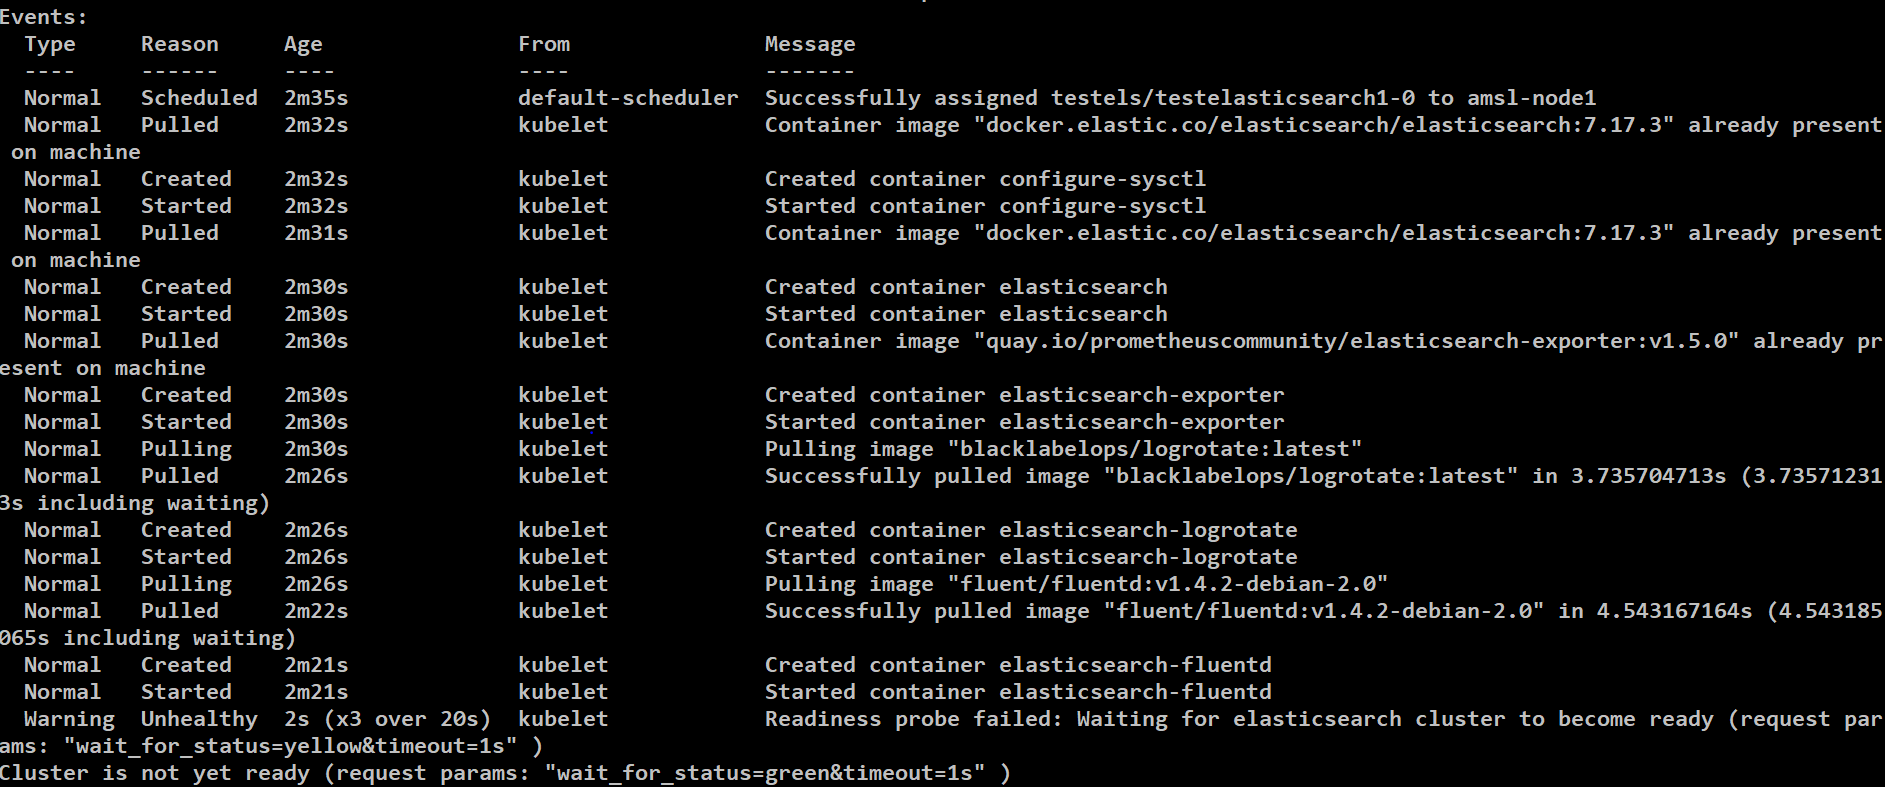 Events:
  Type     Reason     Age                From               Message
  ----     ------     ----               ----               -------
  Normal   Scheduled  2m35s              default-scheduler  Successfully assigned testels/testelasticsearch1-0 to amsl-node1
  Normal   Pulled     2m32s              kubelet            Container image "docker.elastic.co/elasticsearch/elasticsearch:7.17.3" already present
 on machine
  Normal   Created    2m32s              kubelet            Created container configure-sysctl
  Normal   Started    2m32s              kubelet            Started container configure-sysctl
  Normal   Pulled     2m31s              kubelet            Container image "docker.elastic.co/elasticsearch/elasticsearch:7.17.3" already present
 on machine
  Normal   Created    2m30s              kubelet            Created container elasticsearch
  Normal   Started    2m30s              kubelet            Started container elasticsearch
  Normal   Pulled     2m30s              kubelet            Container image "quay.io/prometheuscommunity/elasticsearch-exporter:v1.5.0" already pr
esent on machine
  Normal   Created    2m30s              kubelet            Created container elasticsearch-exporter
  Normal   Started    2m30s              kubelet            Started container elasticsearch-exporter
  Normal   Pulling    2m30s              kubelet            Pulling image "blacklabelops/logrotate:latest"
  Normal   Pulled     2m26s              kubelet            Successfully pulled image "blacklabelops/logrotate:latest" in 3.735704713s (3.73571231
3s including waiting)
  Normal   Created    2m26s              kubelet            Created container elasticsearch-logrotate
  Normal   Started    2m26s              kubelet            Started container elasticsearch-logrotate
  Normal   Pulling    2m26s              kubelet            Pulling image "fluent/fluentd:v1.4.2-debian-2.0"
  Normal   Pulled     2m22s              kubelet            Successfully pulled image "fluent/fluentd:v1.4.2-debian-2.0" in 4.543167164s (4.543185
065s including waiting)
  Normal   Created    2m21s              kubelet            Created container elasticsearch-fluentd
  Normal   Started    2m21s              kubelet            Started container elasticsearch-fluentd
  Warning  Unhealthy  2s (x3 over 20s)  kubelet            Readiness probe failed: Waiting for elasticsearch cluster to become ready (request par
ams: "wait_for_status=yellow&timeout=1s" )
Cluster is not yet ready (request params: "wait_for_status=green&timeout=1s" )